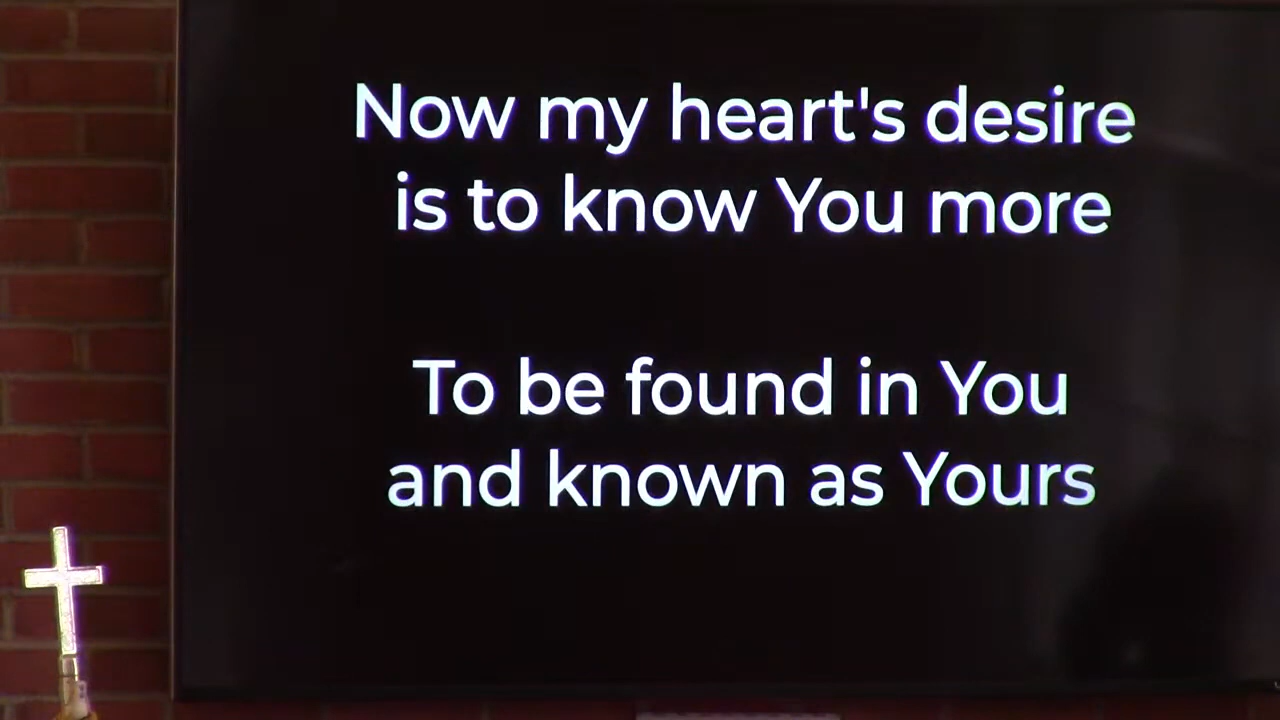 Now my heart's desire
is to know You more
To be found in You
and known as Yours